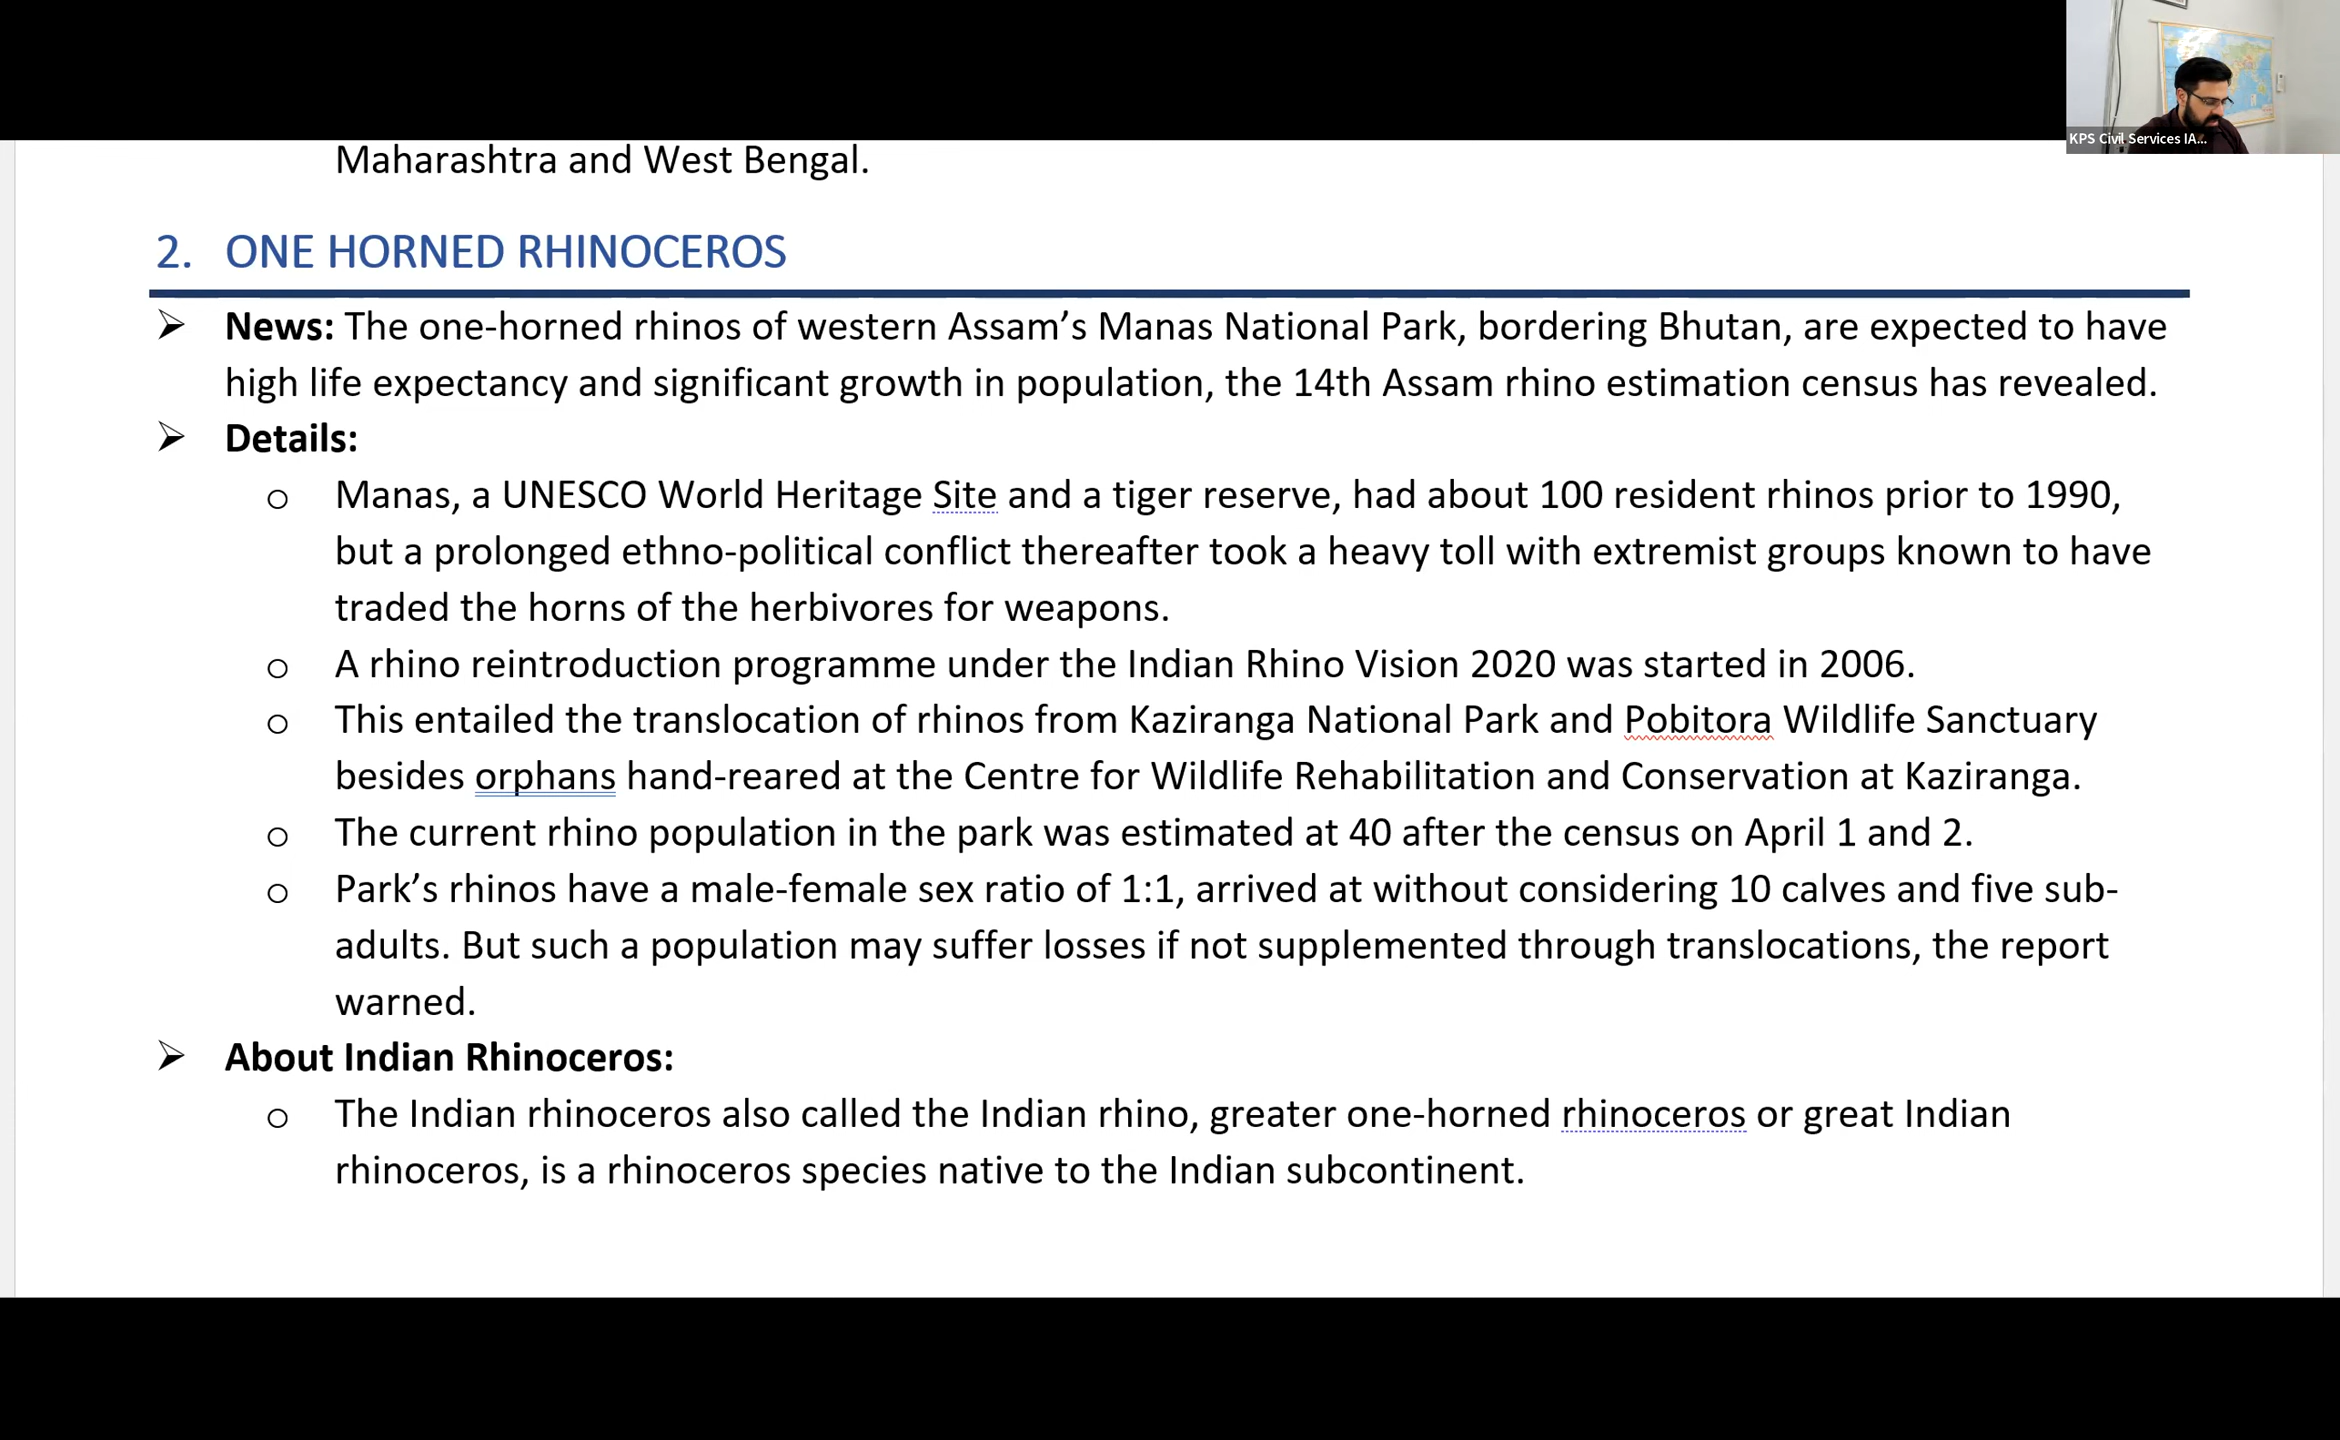 KPS Civil Services IA...
Maharashtra and West Bengal.
2. ONE HORNED RHINOCEROS
➢ News: The one-horned rhinos of western Assam’s Manas National Park, bordering Bhutan, are expected to have
high life expectancy and significant growth in population, the 14th Assam rhino estimation census has revealed.
➢ Details:
o Manas, a UNESCO World Heritage Site and a tiger reserve, had about 100 resident rhinos prior to 1990,
but a prolonged ethno-political conflict thereafter took a heavy toll with extremist groups known to have
traded the horns of the herbivores for weapons.
o A rhino reintroduction programme under the Indian Rhino Vision 2020 was started in 2006.
o This entailed the translocation of rhinos from Kaziranga National Park and Pobitora Wildlife Sanctuary
besides orphans hand-reared at the Centre for Wildlife Rehabilitation and Conservation at Kaziranga.
o The current rhino population in the park was estimated at 40 after the census on April 1 and 2.
o Park’s rhinos have a male-female sex ratio of 1:1, arrived at without considering 10 calves and five sub-
adults. But such a population may suffer losses if not supplemented through translocations, the report
warned.
➢ About Indian Rhinoceros:
o The Indian rhinoceros also called the Indian rhino, greater one-horned rhinoceros or great Indian
rhinoceros, is a rhinoceros species native to the Indian subcontinent.